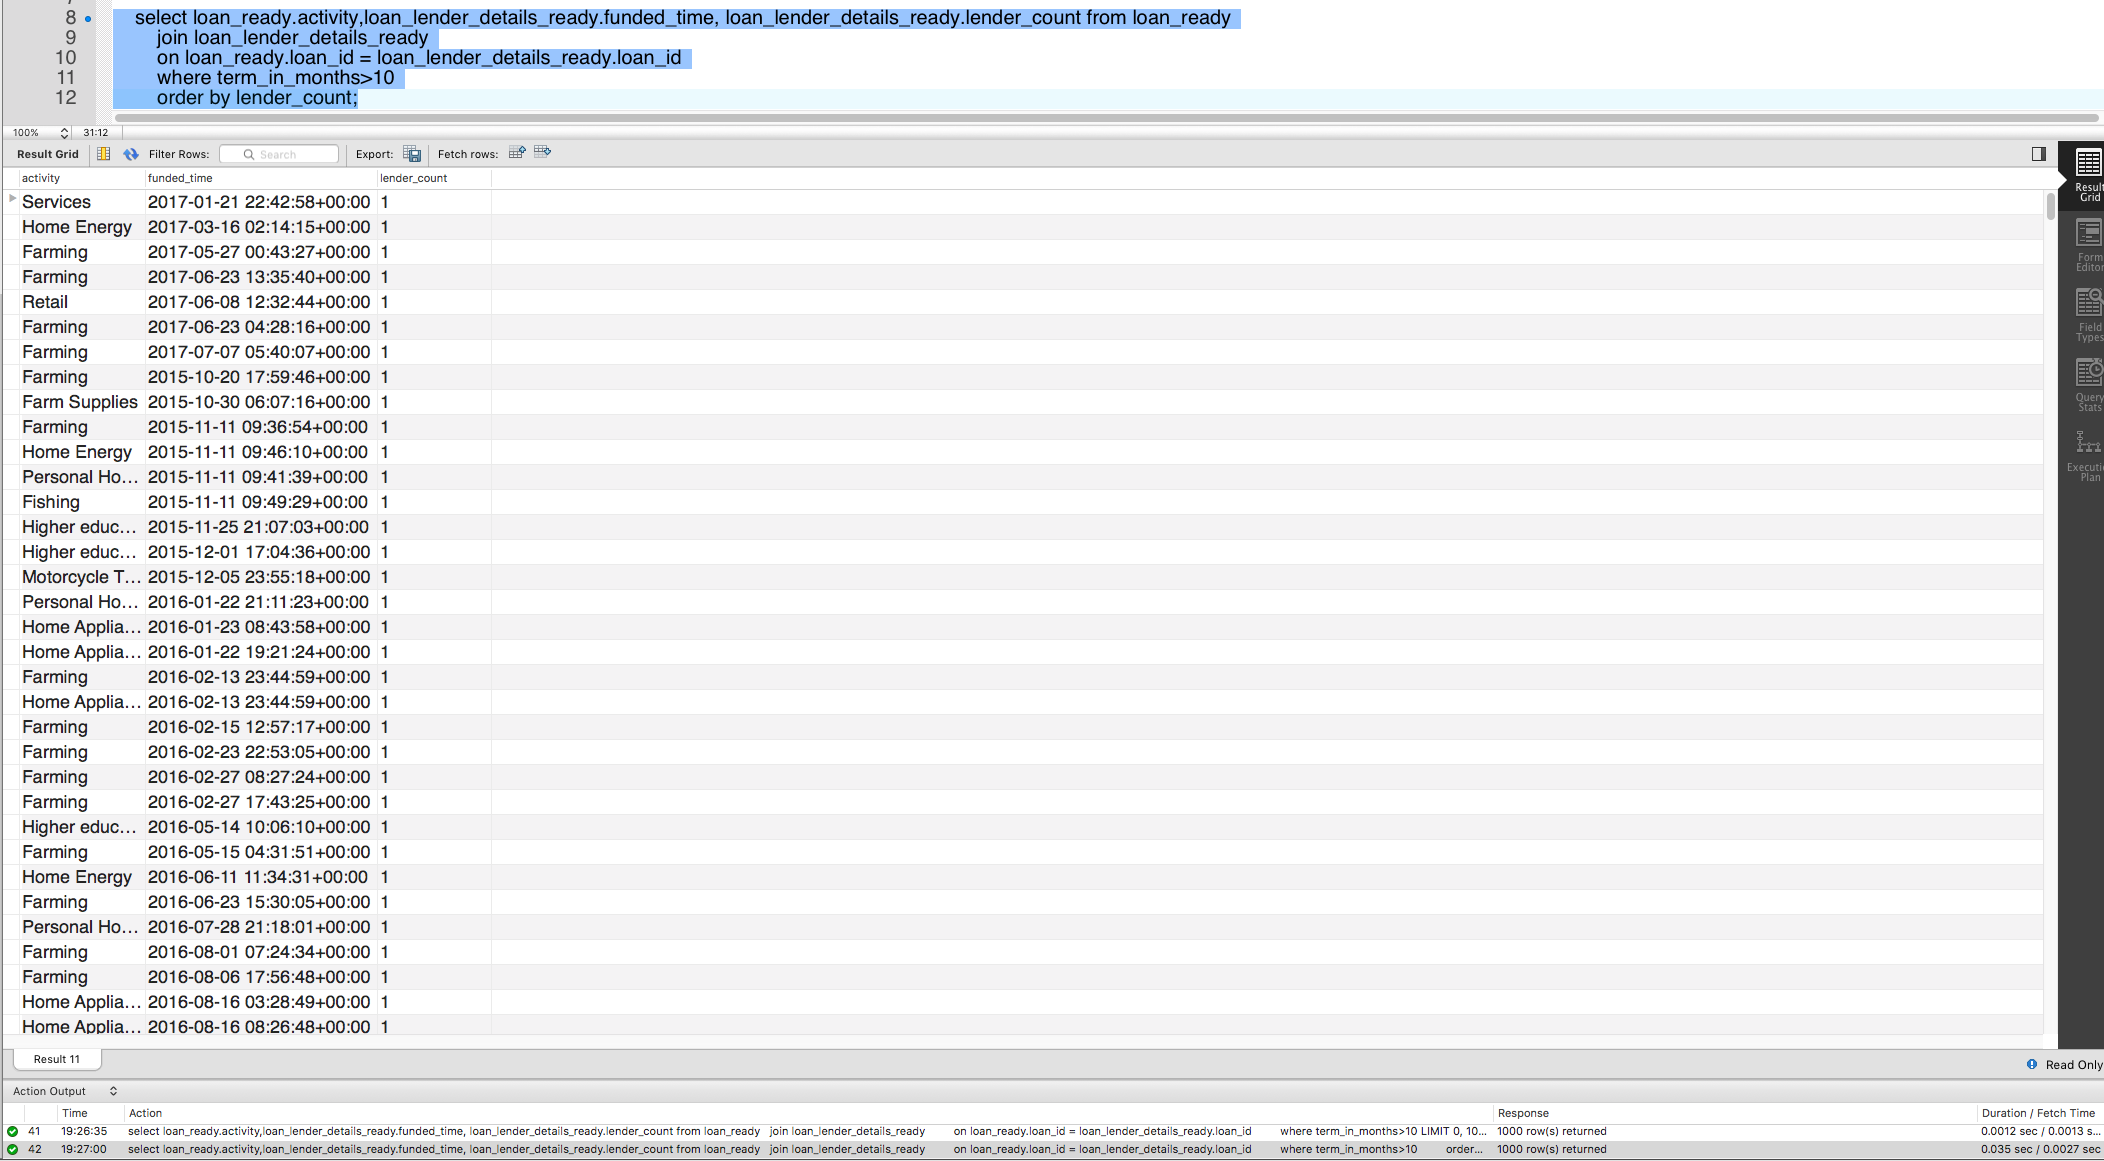 8 select loan_ready.activity,loan_lender_details_ready.funded_time, loan_lender_details_ready.lender_count from loan_ready
9 join loan_lender_details_ready
10 on loan_ready.loan_id = loan_lender_details_ready.loan_id
11 where term_in_months>10
12 order by lender_count;
100% 31:12
Result Grid Filter Rows: Search Export: Fetch rows:
activity funded_time lender_count
Services 2017-01-21 22:42:58+00:00 1
Home Energy 2017-03-16 02:14:15+00:00 1
Farming 2017-05-27 00:43:27+00:00 1
Farming 2017-06-23 13:35:40+00:00 1
Retail 2017-06-08 12:32:44+00:00 1
Farming 2017-06-23 04:28:16+00:00 1
Farming 2017-07-07 05:40:07+00:00 1
Farming 2015-10-20 17:59:46+00:00 1
Farm Supplies 2015-10-30 06:07:16+00:00 1
Farming 2015-11-11 09:36:54+00:00 1
Home Energy 2015-11-11 09:46:10+00:00 1
Personal Ho... 2015-11-11 09:41:39+00:00 1
Fishing 2015-11-11 09:49:29+00:00 1
Higher educ... 2015-11-25 21:07:03+00:00 1
Higher educ... 2015-12-01 17:04:36+00:00 1
Motorcycle T... 2015-12-05 23:55:18+00:00 1
Personal Ho... 2016-01-22 21:11:23+00:00 1
Home Applia... 2016-01-23 08:43:58+00:00 1
Home Applia... 2016-01-22 19:21:24+00:00 1
Farming 2016-02-13 23:44:59+00:00 1
Home Applia... 2016-02-13 23:44:59+00:00 1
Farming 2016-02-15 12:57:17+00:00 1
Farming 2016-02-23 22:53:05+00:00 1
Farming 2016-02-27 08:27:24+00:00 1
Farming 2016-02-27 17:43:25+00:00 1
Higher educ... 2016-05-14 10:06:10+00:00 1
Farming 2016-05-15 04:31:51+00:00 1
Home Energy 2016-06-11 11:34:31+00:00 1
Farming 2016-06-23 15:30:05+00:00 1
Personal Ho... 2016-07-28 21:18:01+00:00 1
Farming 2016-08-01 07:24:34+00:00 1
Farming 2016-08-06 17:56:48+00:00 1
Home Applia... 2016-08-16 03:28:49+00:00 1
Home Applia... 2016-08-16 08:26:48+00:00 1
Result
Grid
Form
Editor
Field
Types
Query
Stats
Executi
Plan
Result 11 Read Only
Action Output
Time Action Response Duration / Fetch Time
41 19:26:35 select loan_ready.activity,loan_lender_details_ready.funded_time, loan_lender_details_ready.lender_count from loan_ready join loan_lender_details_ready on loan_ready.loan_id = loan_lender_details_ready.loan_id where term_in_months>10 LIMIT 0, 10... 1000 row(s) returned 0.0012 sec / 0.0013 s...
42 19:27:00 select loan_ready.activity,loan_lender_details_ready.funded_time, loan_lender_details_ready.lender_count from loan_ready join loan_lender_details_ready on loan_ready.loan_id = loan_lender_details_ready.loan_id where term_in_months>10 order... 1000 row(s) returned 0.035 sec / 0.0027 sec